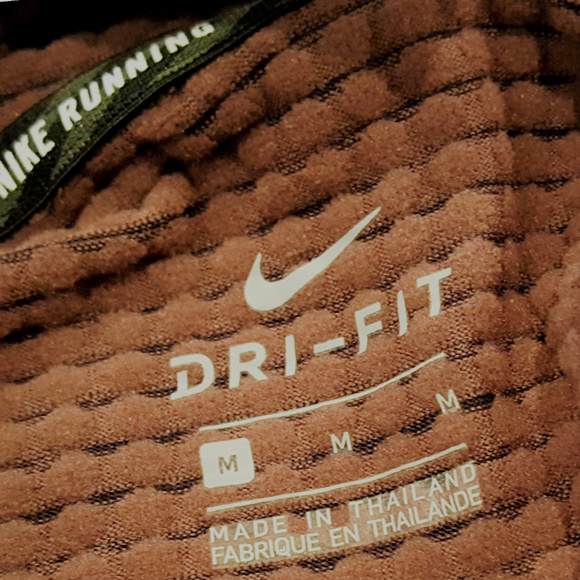 NIKE RUNNING
DRI-FIT
M M M
MADE IN THAILAND
FABRIQUE EN THAILANDE